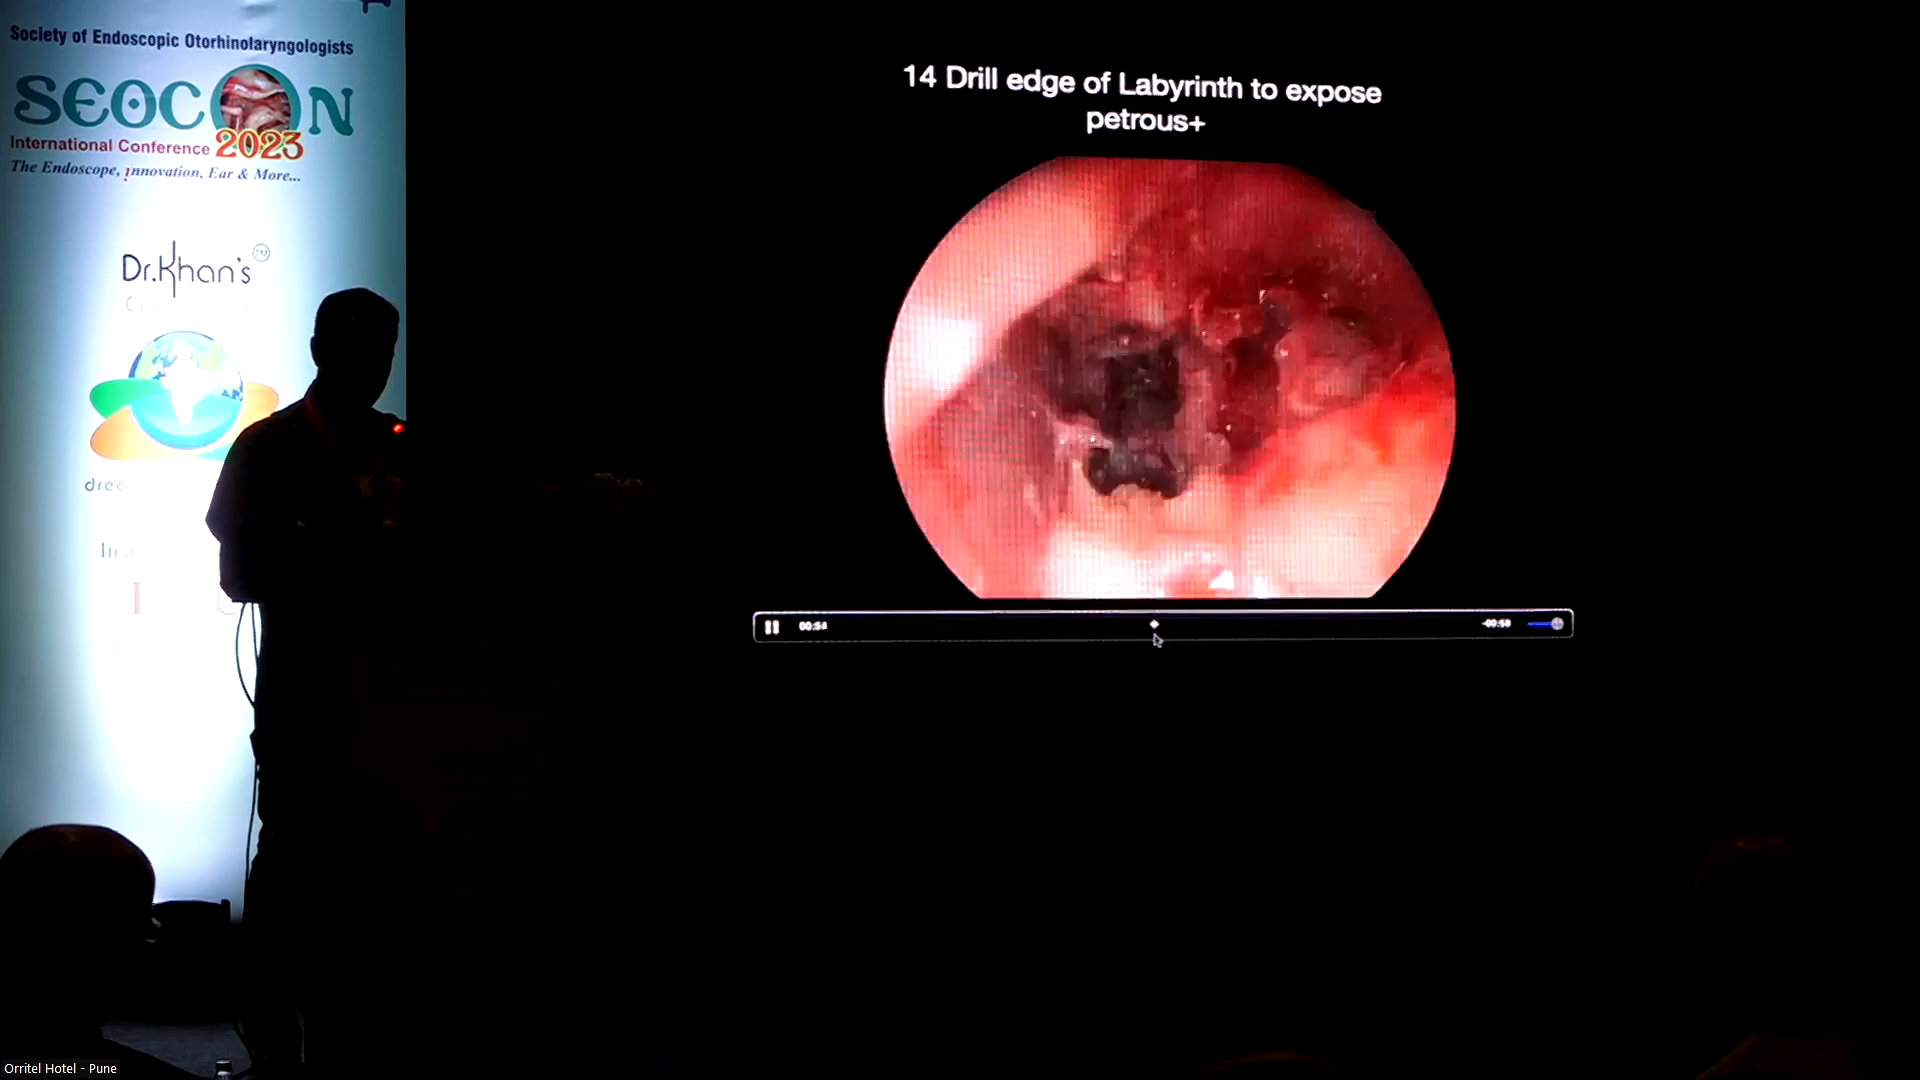 Society of Endoscopic Otorhinolaryngologists
SEOCON
International Conference 2023
The Endoscope, innovation, Ear & More...
Dr.Khan's TM
14 Drill edge of Labyrinth to expose
petrous+
00:54
-00:58
Orritel Hotel - Pune